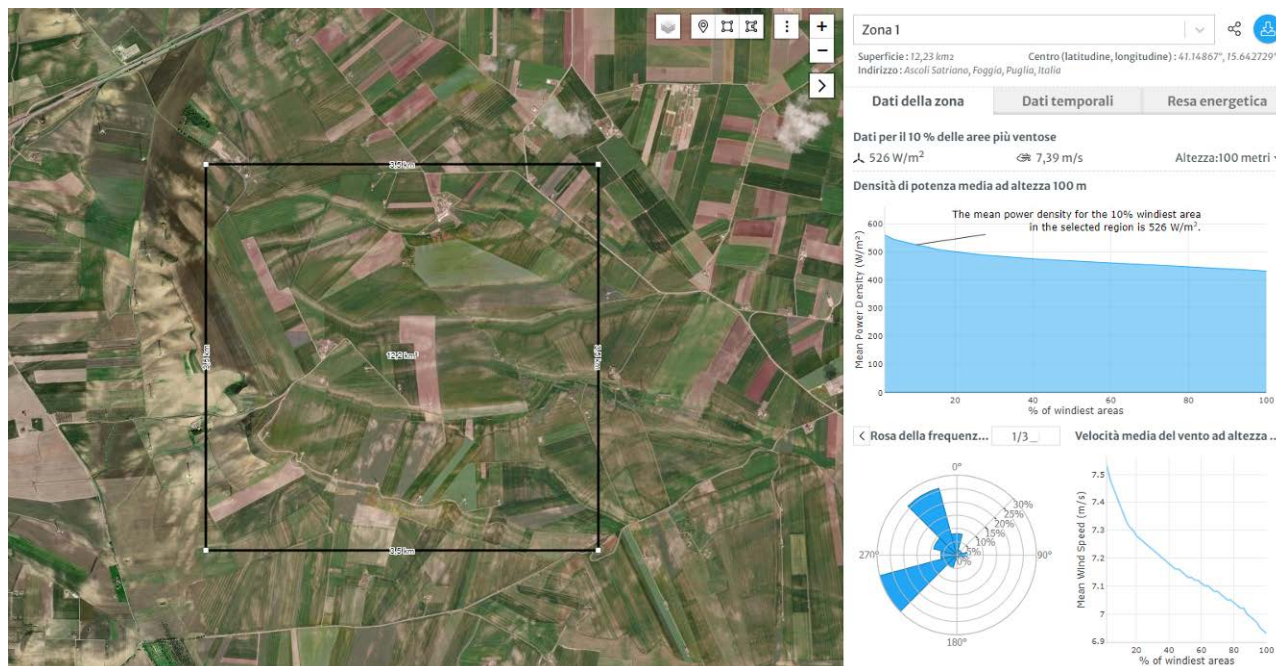 3,5 km
3,5 km
12,2 km²
3,5 km
Zona 1
Superficie : 12,23 km2 Centro (latitudine, longitudine) : 41.14867°, 15.642729°
Indirizzo : Ascoli Satriano, Foggia, Puglia, Italia
Dati della zona Dati temporali Resa energetica
Dati per il 10 % delle aree più ventose
526 W/m² 7,39 m/s Altezza:100 metri
Densità di potenza media ad altezza 100 m
The mean power density for the 10% windiest area
in the selected region is 526 W/m².
Mean Power Density (W/m²)
600
500
400
300
200
100
0
20 40 60 80 100
% of windiest areas
Rosa della frequenz... 1/3 Velocità media del vento ad altezza ...
0°
30%
25%
20%
15%
10%
5%
0%
270° 90°
180°
Mean Wind Speed (m/s)
7.5
7.4
7.3
7.2
7.1
7
6.9
20 40 60 80 100
% of windiest areas